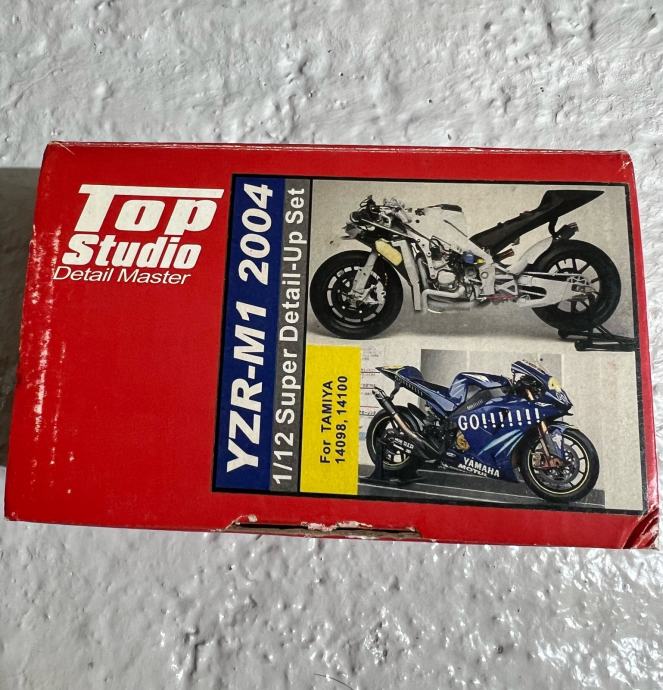 Top
Studio
Detail Master
YZR-M1 2004
1/12 Super Detail-Up Set
For TAMIYA
14098, 14100
GO!!!!!!!
YAMAHA
MOTUL